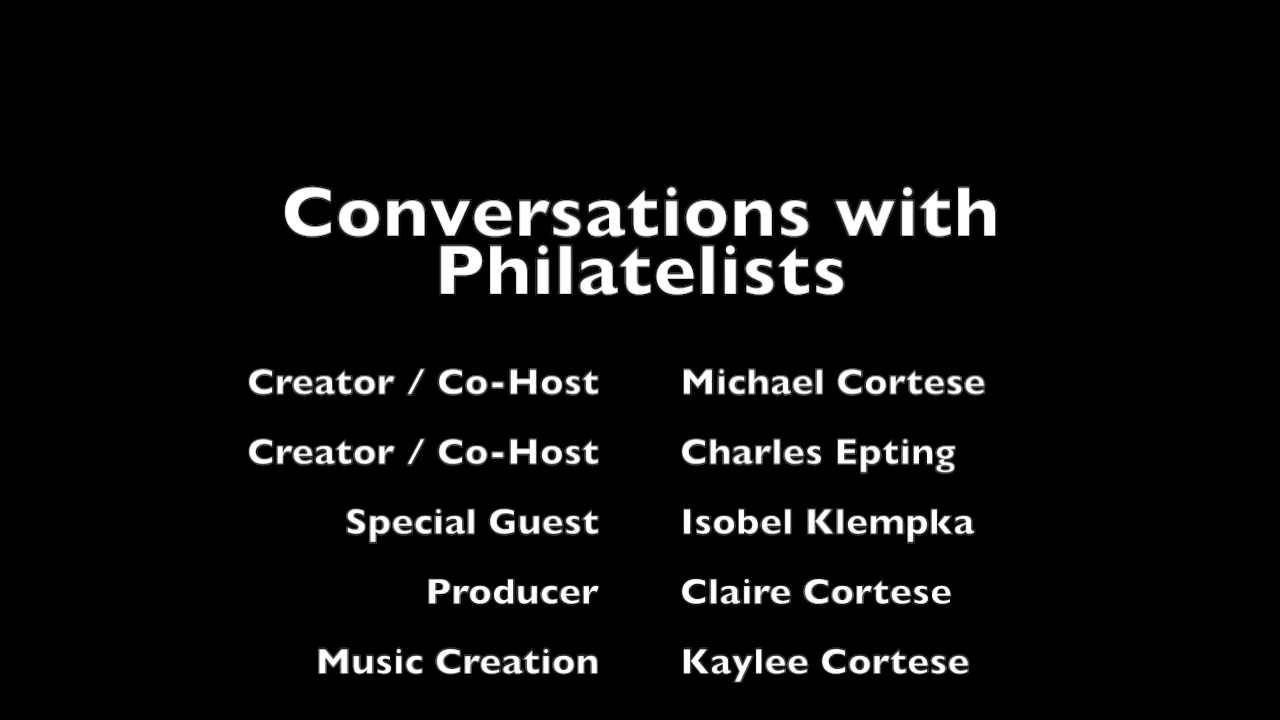 Conversations with
Philatelists
Creator / Co-Host Michael Cortese
Creator / Co-Host Charles Epting
Special Guest Isobel Klempka
Producer Claire Cortese
Music Creation Kaylee Cortese